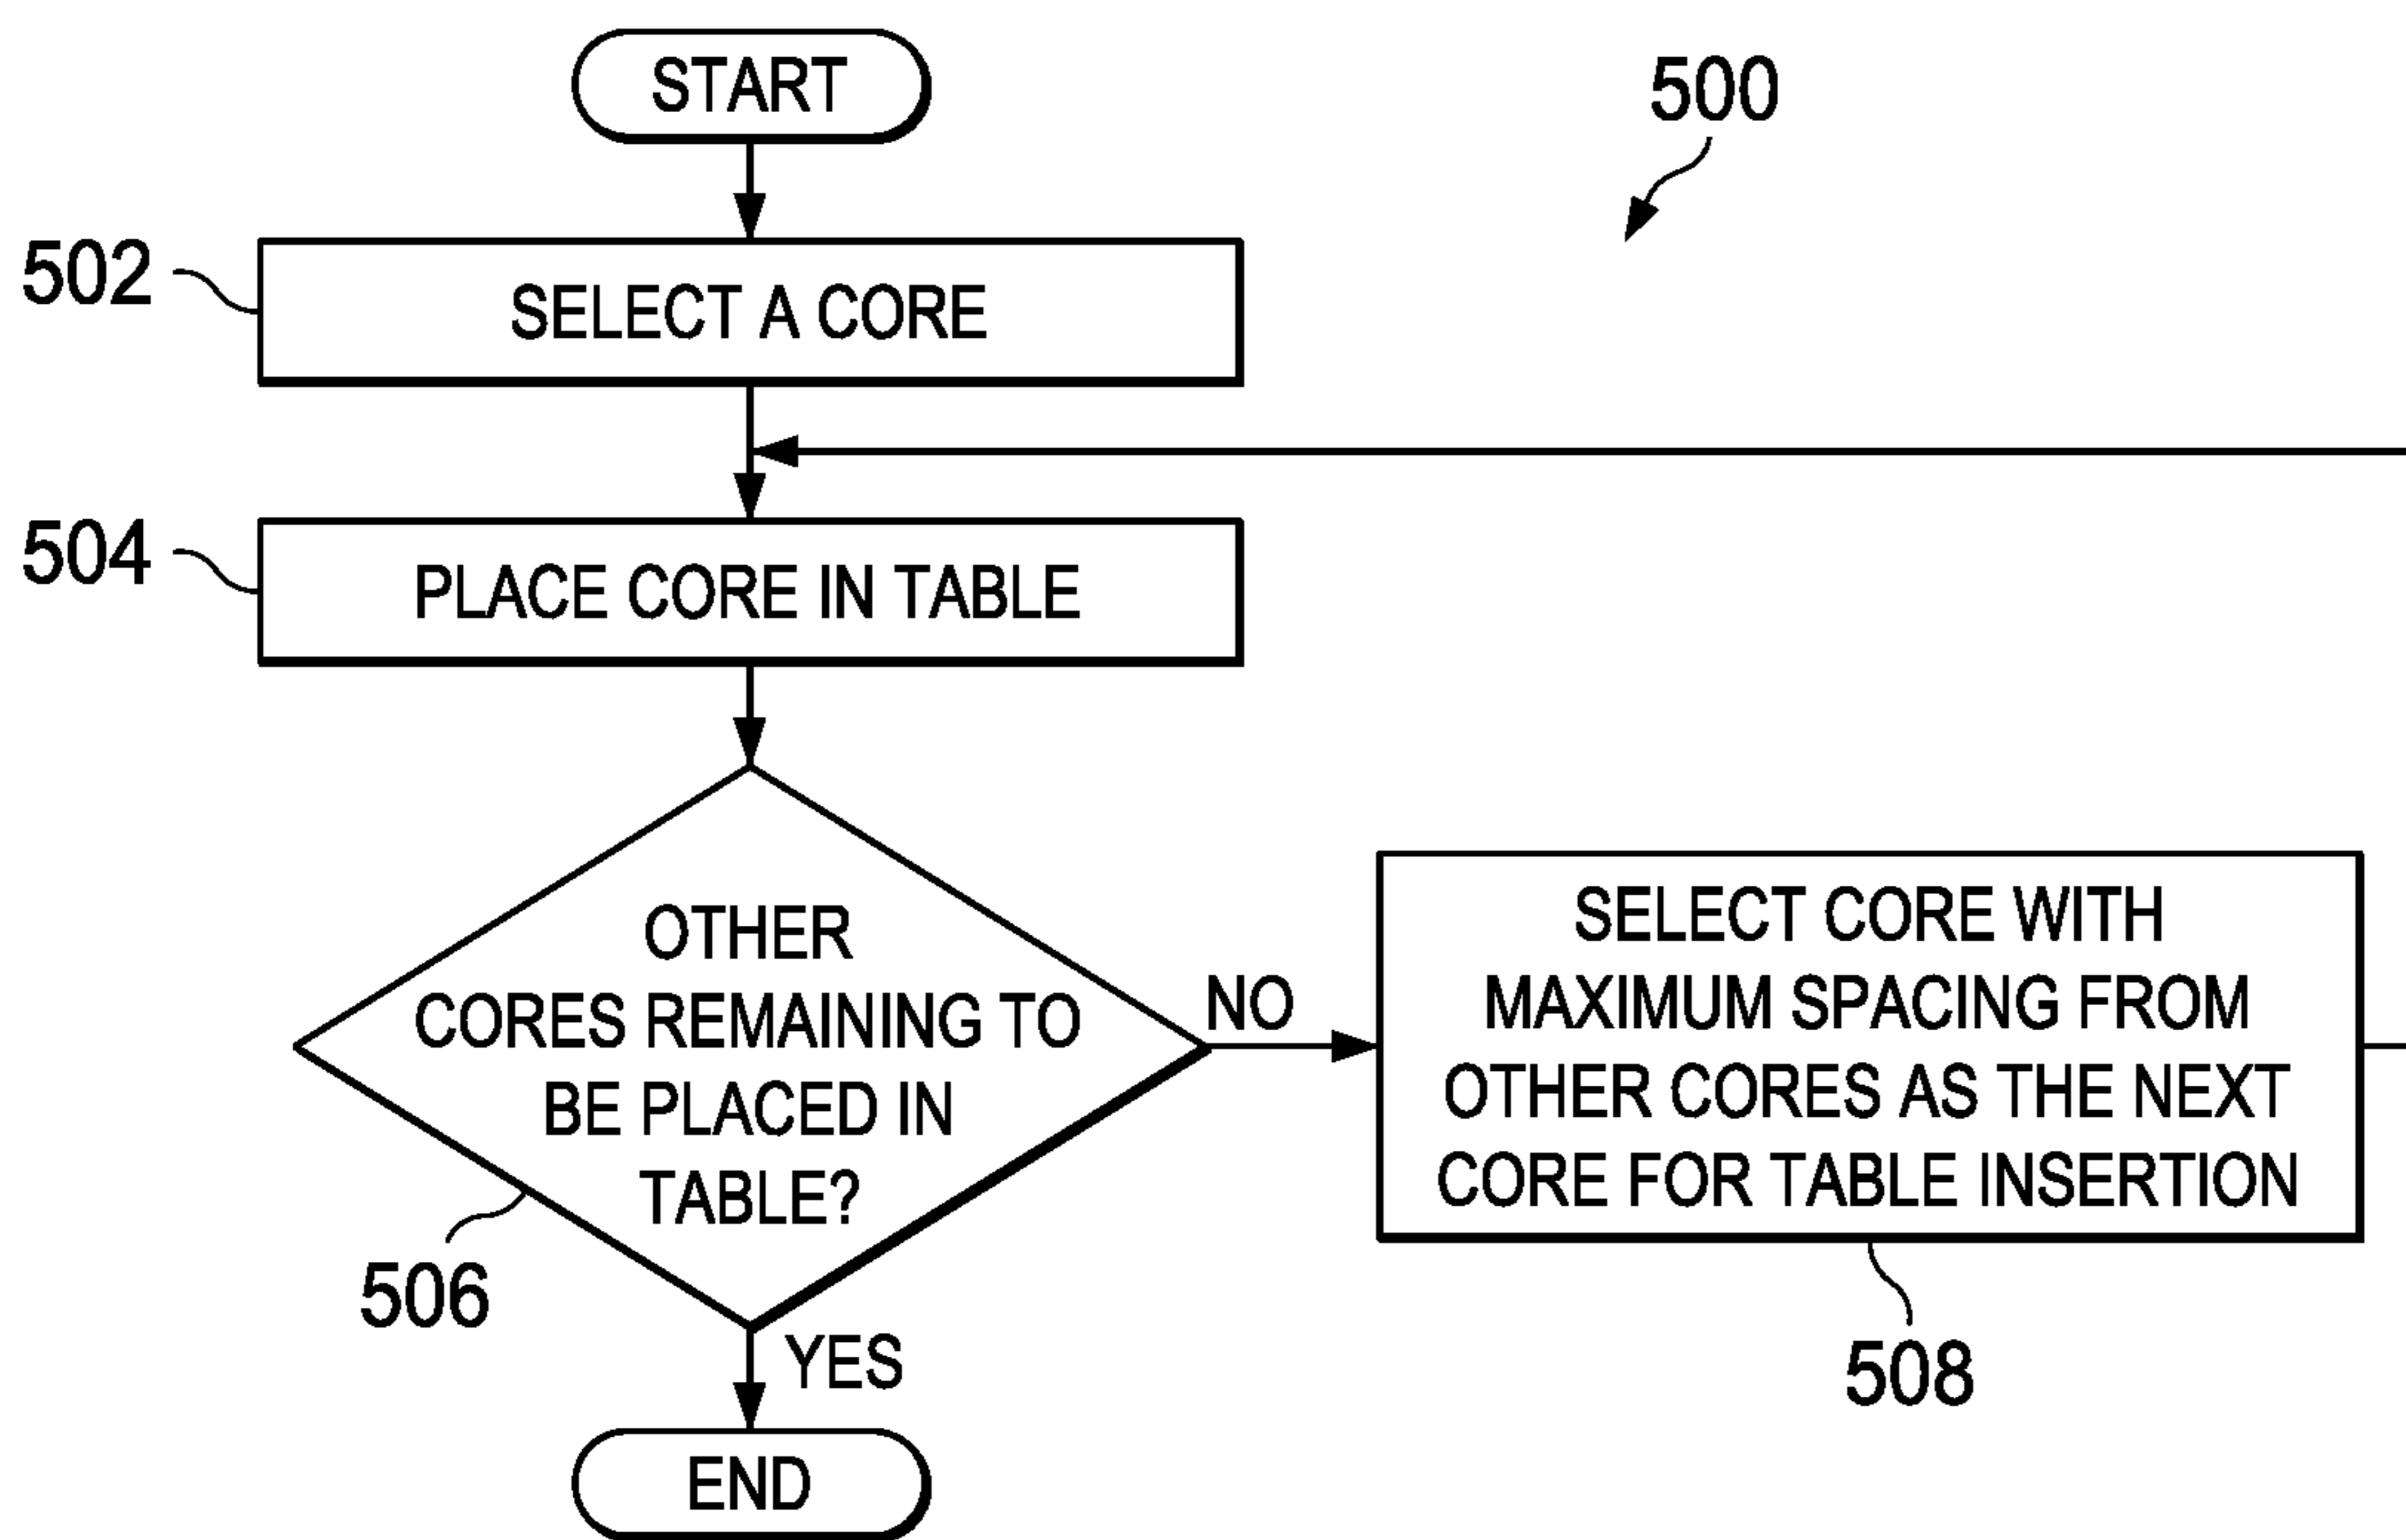 START
500
502
SELECT A CORE
504
PLACE CORE IN TABLE
OTHER
CORES REMAINING TO
BE PLACED IN
TABLE?
506
NO
SELECT CORE WITH
MAXIMUM SPACING FROM
OTHER CORES AS THE NEXT
CORE FOR TABLE INSERTION
508
YES
END